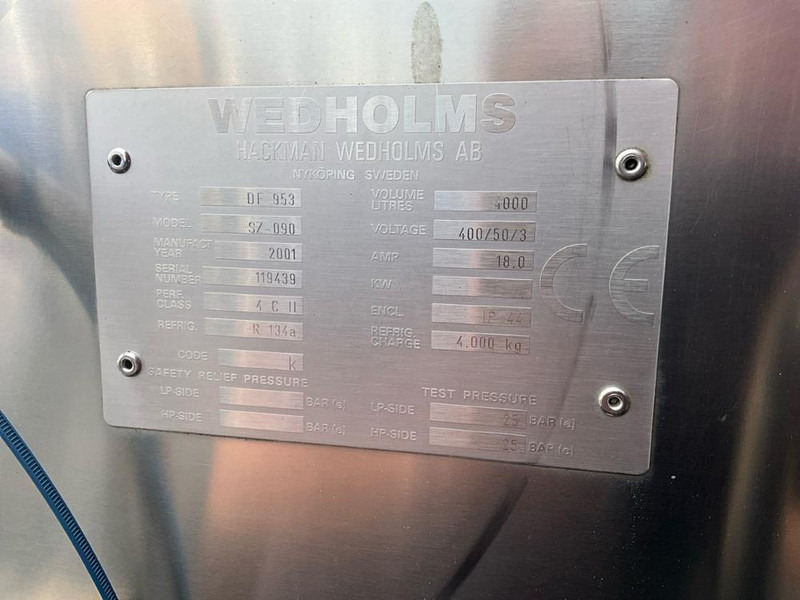 WEDHOLMS
HACKMAN WEDHOLMS AB
NYKÖRING SWEDEN
TYPE DF 953
MODEL SZ-090
MANUFACT
YEAR 2001
SERIAL
NUMBER 119439
PERF.
CLASS 4 C II
REFRIG. R 134a
CODE k
VOLUME
LITRES 4000
VOLTAGE 400/50/3
AMP 18,0
KW
ENCL. IP 44
REFRIG.
CHARGE 4,000 kg
CE
SAFETY RELIEF PRESSURE
LP-SIDE BAR (e)
HP-SIDE BAR (e)
TEST PRESSURE
LP-SIDE 25 BAR (e)
HP-SIDE 25 BAR (e)